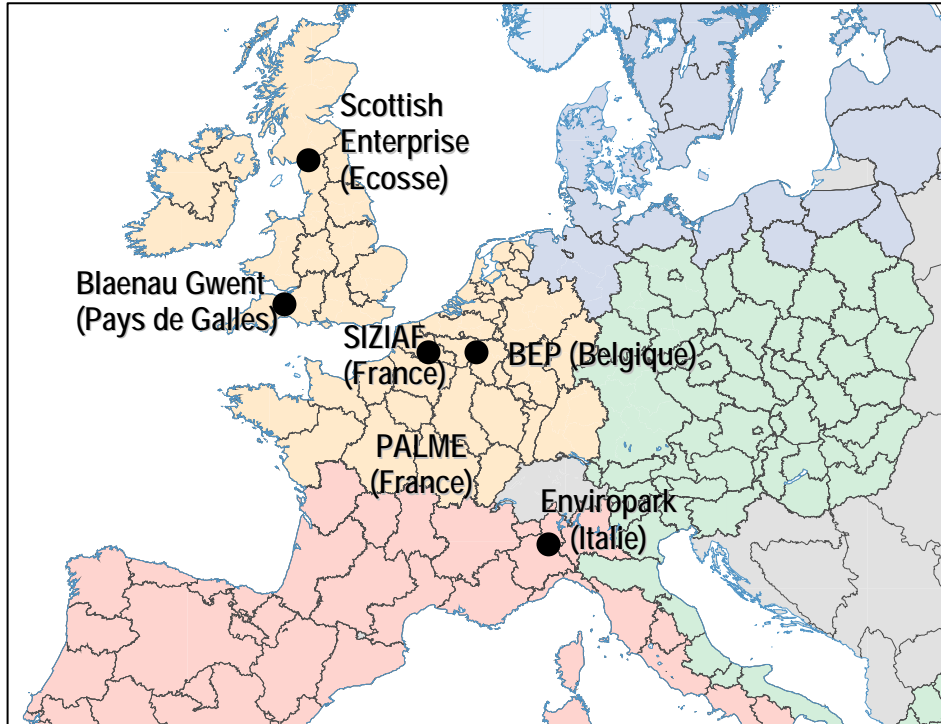 Scottish
Enterprise
(Ecosse)
Blaenau Gwent
(Pays de Galles)
SIZIAF
(France)
BEP (Belgique)
PALME
(France)
Enviropark
(Italie)